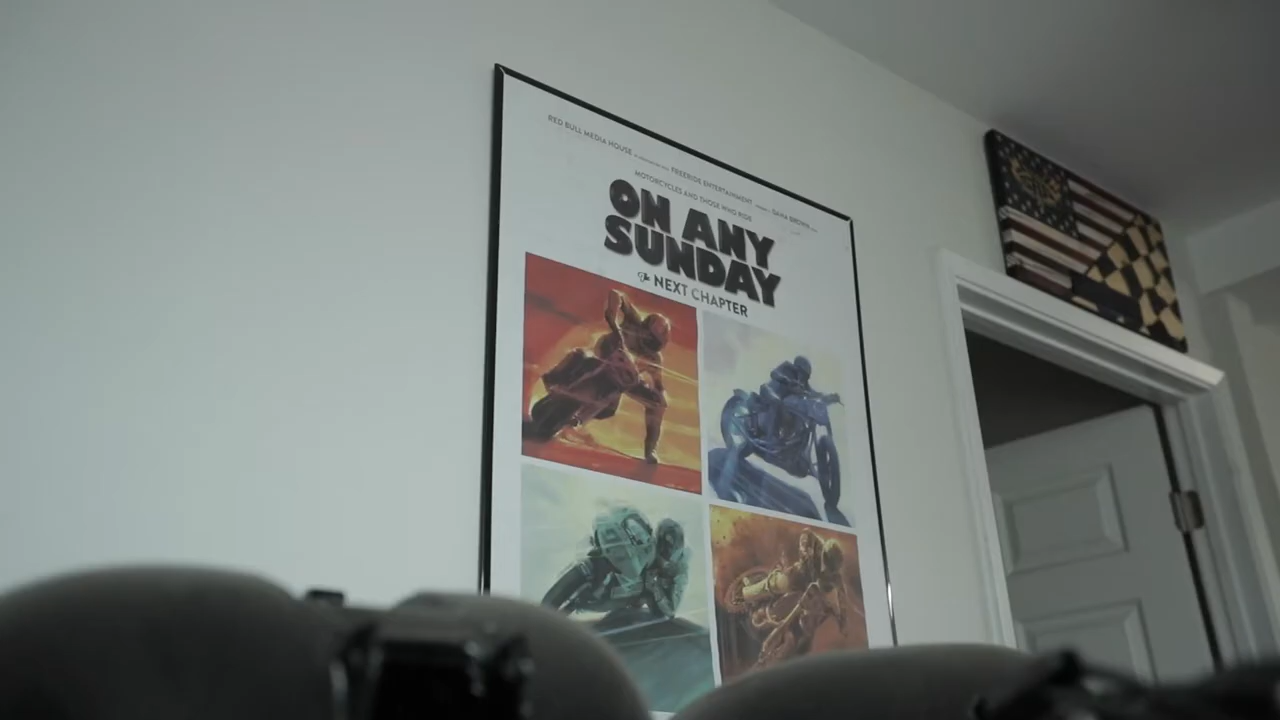 RED BULL MEDIA HOUSE FREERIDE ENTERTAINMENT DANA BROWN
MOTORCYCLES AND THOSE WHO RIDE
ON ANY
SUNDAY
The NEXT CHAPTER